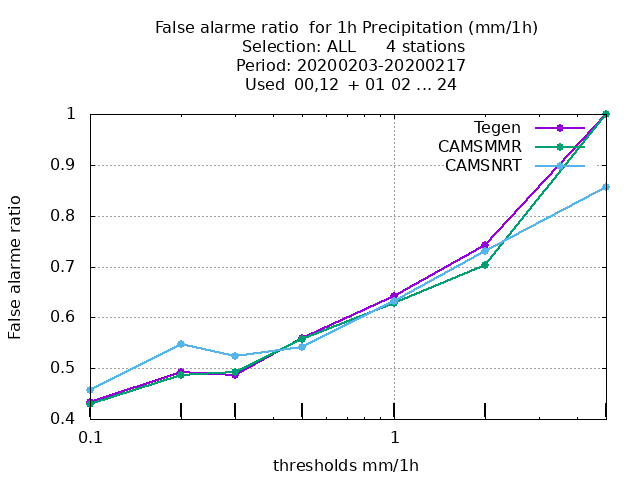 False alarme ratio  for 1h Precipitation (mm/1h)
Selection: ALL      4 stations
Period: 20200203-20200217
Used  00,12  + 01 02 ... 24
Tegen
CAMSMMR
CAMSNRT
1
0.9
0.8
0.7
0.6
0.5
0.4
False alarme ratio
0.1
1
thresholds mm/1h